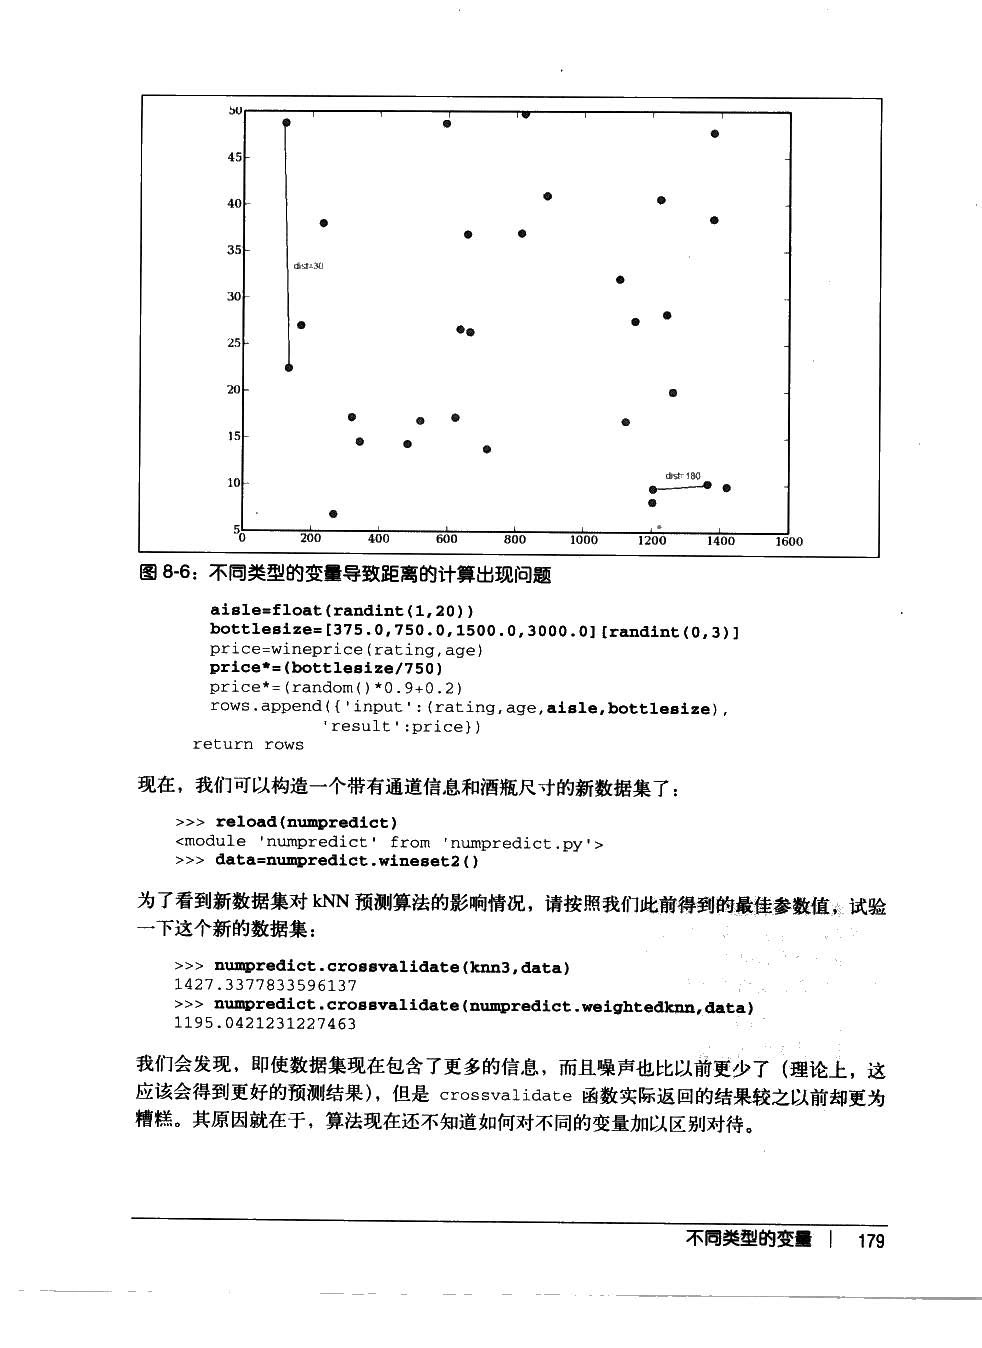 50
45
40
35
30
25
20
15
10
5
dist=30
dist=180
0 200 400 600 800 1000 1200 1400 1600
图 8-6：不同类型的变量导致距离的计算出现问题
aisle=float(randint(1,20))
bottlesize=[375.0,750.0,1500.0,3000.0][randint(0,3)]
price=wineprice(rating,age)
price*=(bottlesize/750)
price*=(random()*0.9+0.2)
rows.append({'input':(rating,age,aisle,bottlesize),
'result':price})
return rows
现在，我们可以构造一个带有通道信息和酒瓶尺寸的新数据集了：
>>> reload(numpredict)
<module 'numpredict' from 'numpredict.py'>
>>> data=numpredict.wineset2()
为了看到新数据集对 kNN 预测算法的影响情况，请按照我们此前得到的最佳参数值，试验
一下这个新的数据集：
>>> numpredict.crossvalidate(knn3,data)
1427.3377833596137
>>> numpredict.crossvalidate(numpredict.weightedknn,data)
1195.0421231227463
我们会发现，即使数据集现在包含了更多的信息，而且噪声也比以前更少了（理论上，这
应该会得到更好的预测结果），但是 crossvalidate 函数实际返回的结果较之以前却更为
糟糕。其原因就在于，算法现在还不知道如何对不同的变量加以区别对待。
不同类型的变量 | 179